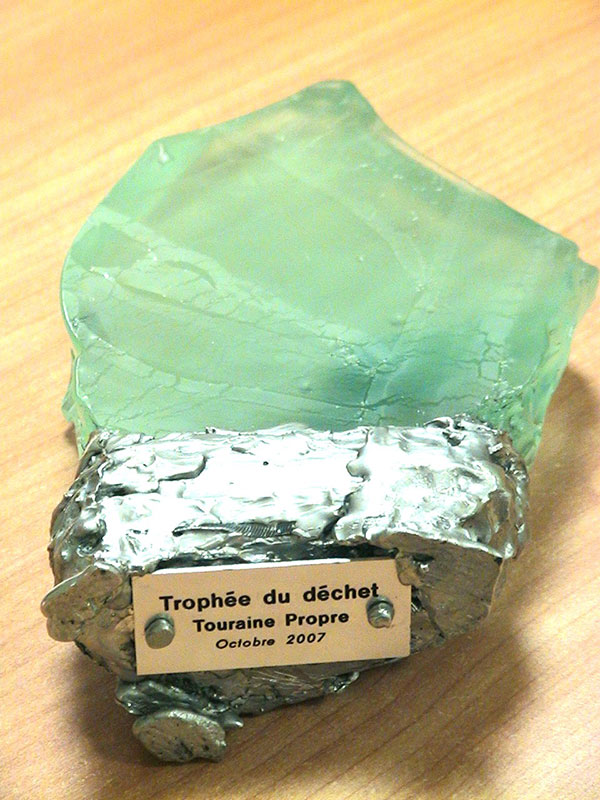 Trophée du déchet
Touraine Propre
Octobre 2007